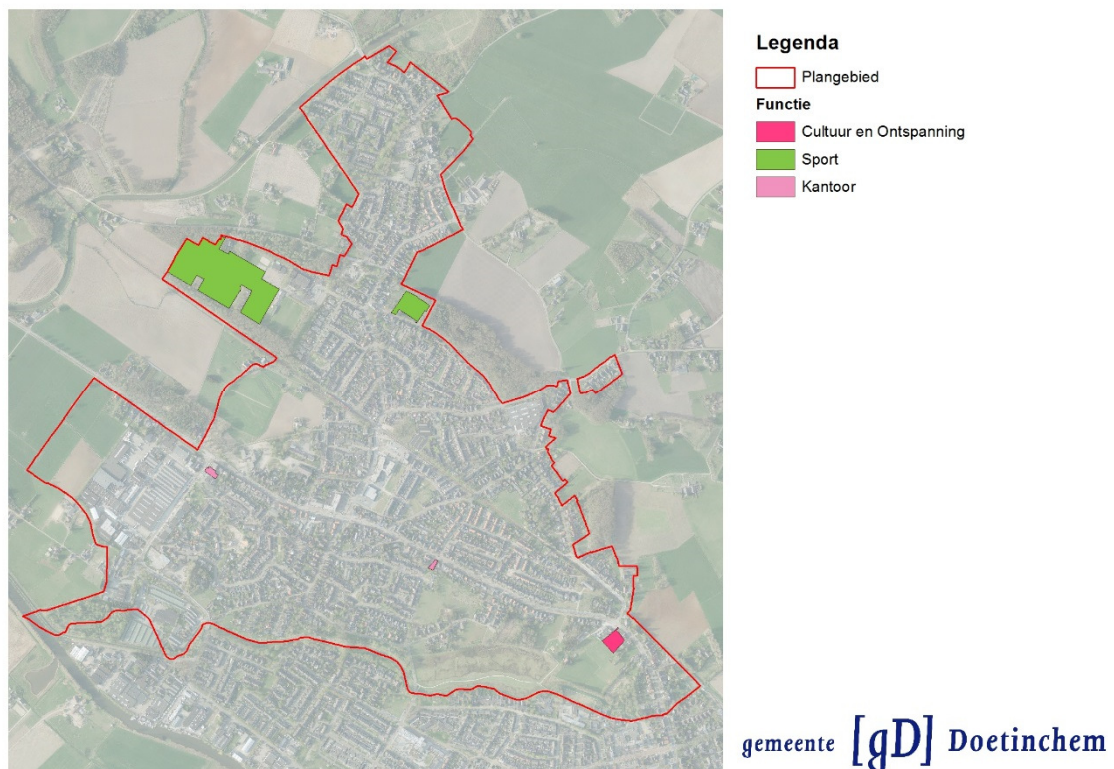 Legenda
Plangebied
Functie
Cultuur en Ontspanning
Sport
Kantoor
gemeente [gD] Doetinchem